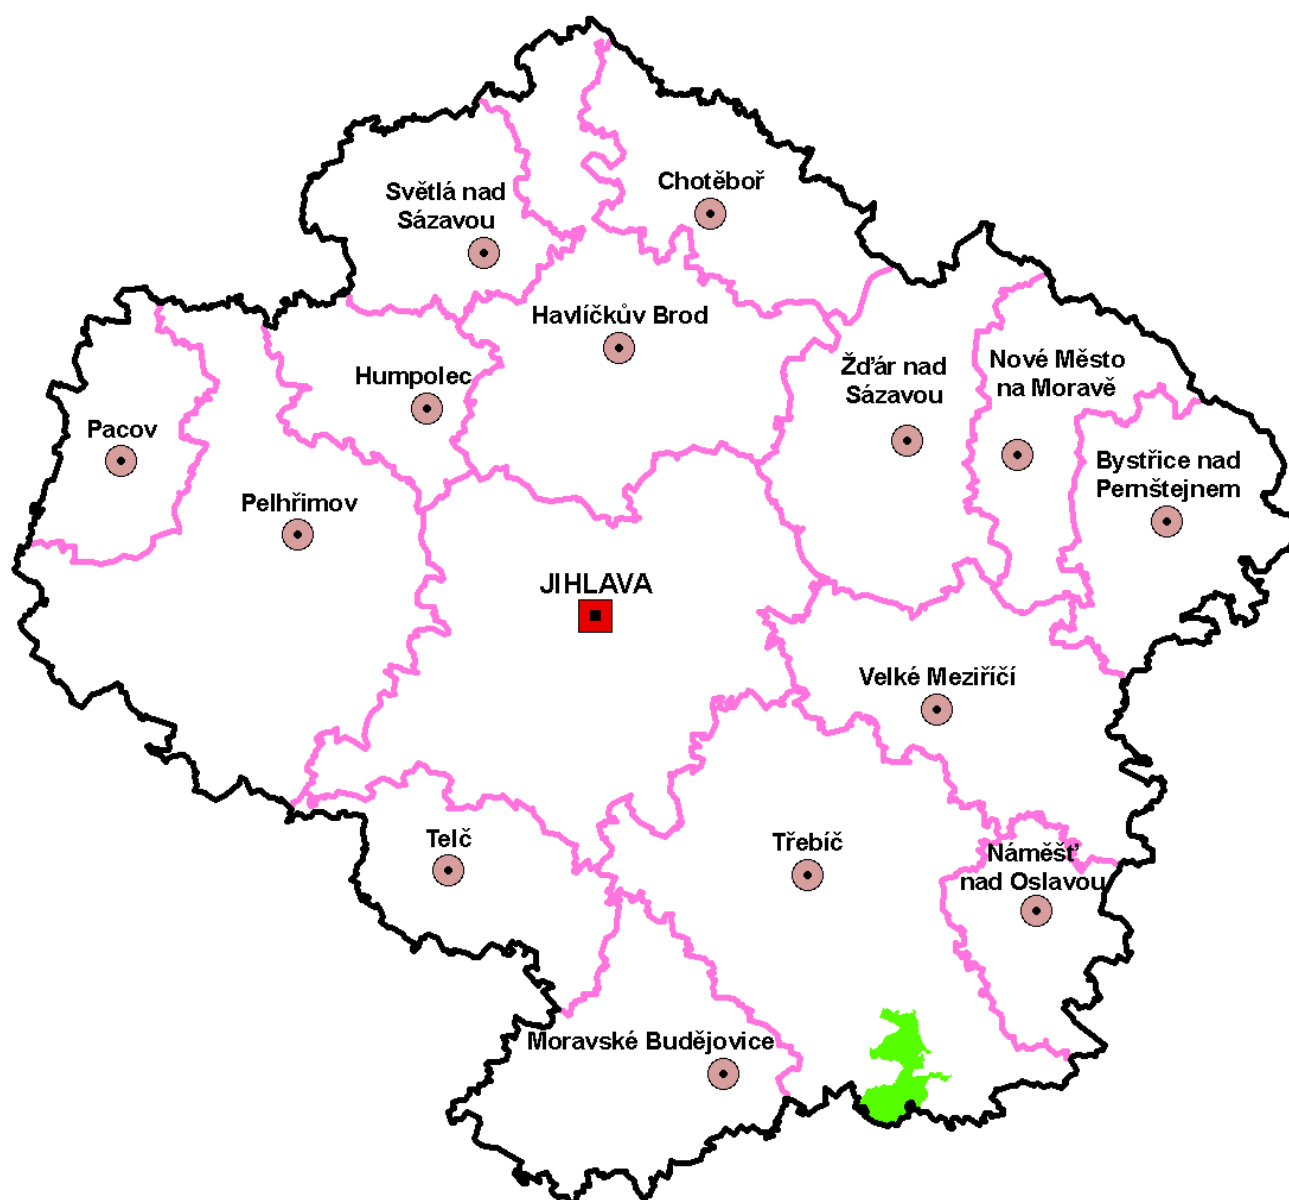 Chotěboř
Světlá nad
Sázavou
Havlíčkův Brod
Žďár nad
Sázavou
Nové Město
na Moravě
Humpolec
Pacov
Bystřice nad
Pernštejnem
Pelhřimov
JIHLAVA
Velké Meziříčí
Telč
Třebíč
Náměšť
nad Oslavou
Moravské Budějovice